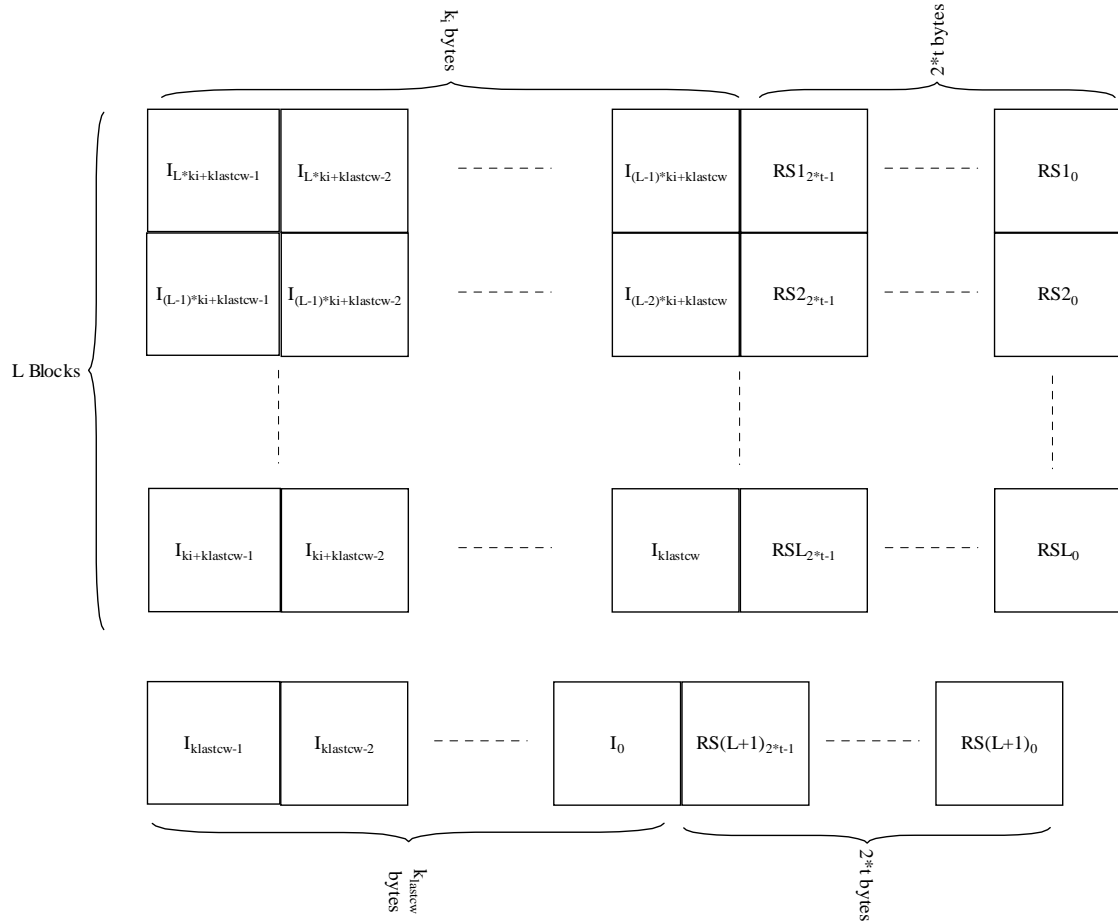 k_i bytes
2*t bytes
I_{L*ki+klastcw-1} I_{L*ki+klastcw-2} I_{(L-1)*ki+klastcw} RS1_{2*t-1} RS1_0
I_{(L-1)*ki+klastcw-1} I_{(L-1)*ki+klastcw-2} I_{(L-2)*ki+klastcw} RS2_{2*t-1} RS2_0
L Blocks
I_{ki+klastcw-1} I_{ki+klastcw-2} I_{klastcw} RSL_{2*t-1} RSL_0
I_{klastcw-1} I_{klastcw-2} I_0 RS(L+1)_{2*t-1} RS(L+1)_0
k_{lastcw}
bytes
2*t bytes